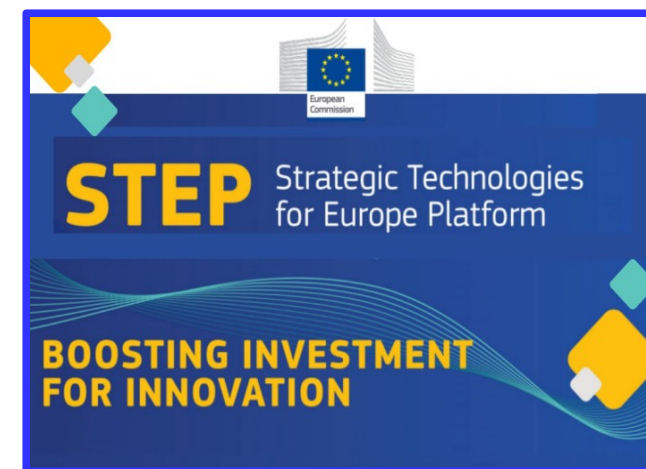 European
Commission
STEP
Strategic Technologies
for Europe Platform
BOOSTING INVESTMENT
FOR INNOVATION